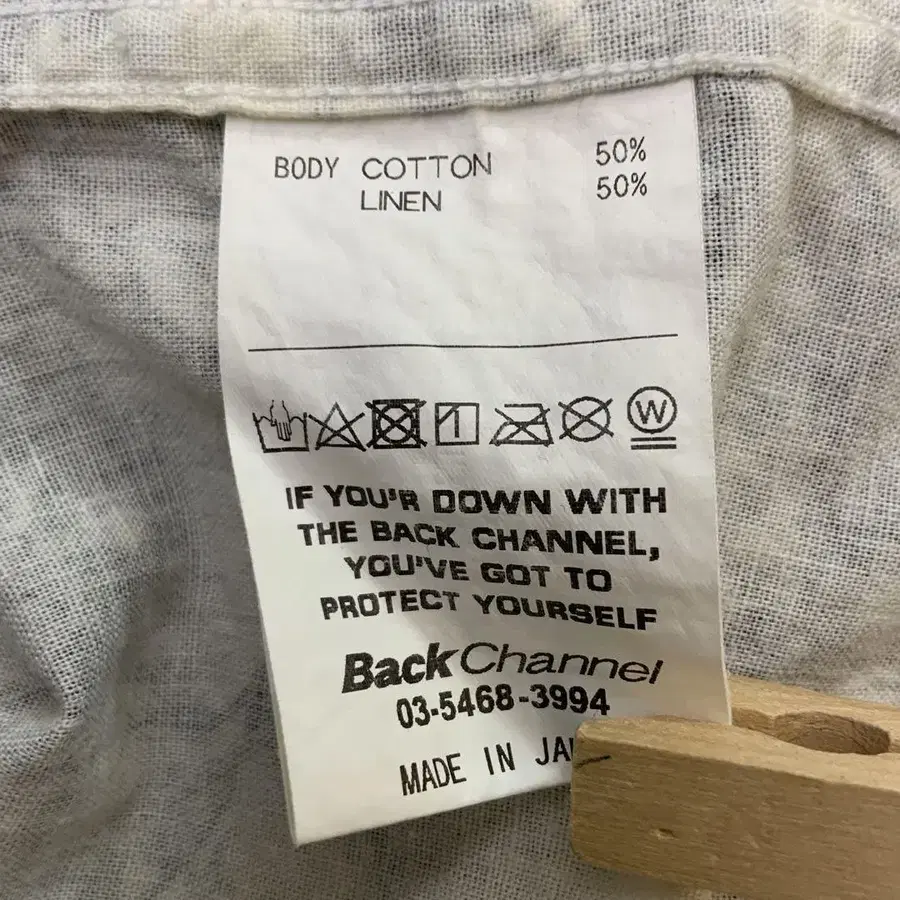 BODY COTTON 50%
LINEN 50%
1 W
IF YOU'R DOWN WITH
THE BACK CHANNEL,
YOU'VE GOT TO
PROTECT YOURSELF
BackChannel
03-5468-3994
MADE IN